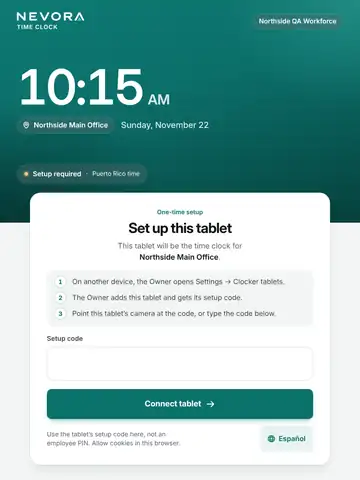 NEVORA
TIME CLOCK
Northside QA Workforce
10:15 AM
Northside Main Office
Sunday, November 22
Setup required · Puerto Rico time
One-time setup
Set up this tablet
This tablet will be the time clock for
Northside Main Office.
1 On another device, the Owner opens Settings → Clocker tablets.
2 The Owner adds this tablet and gets its setup code.
3 Point this tablet's camera at the code, or type the code below.
Setup code
Connect tablet →
Use the tablet's setup code here, not an
employee PIN. Allow cookies in this browser.
Español